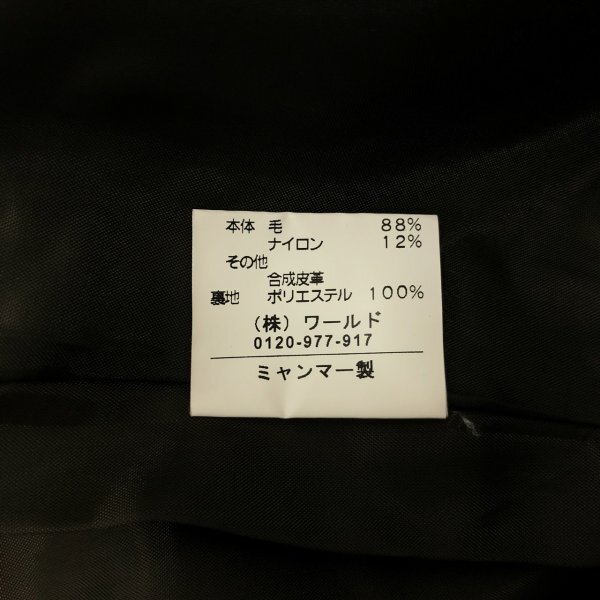 本体 毛 88%
ナイロン 12%
その他
合成皮革
裏地 ポリエステル 100%
(株) ワールド
0120-977-917
ミャンマー製